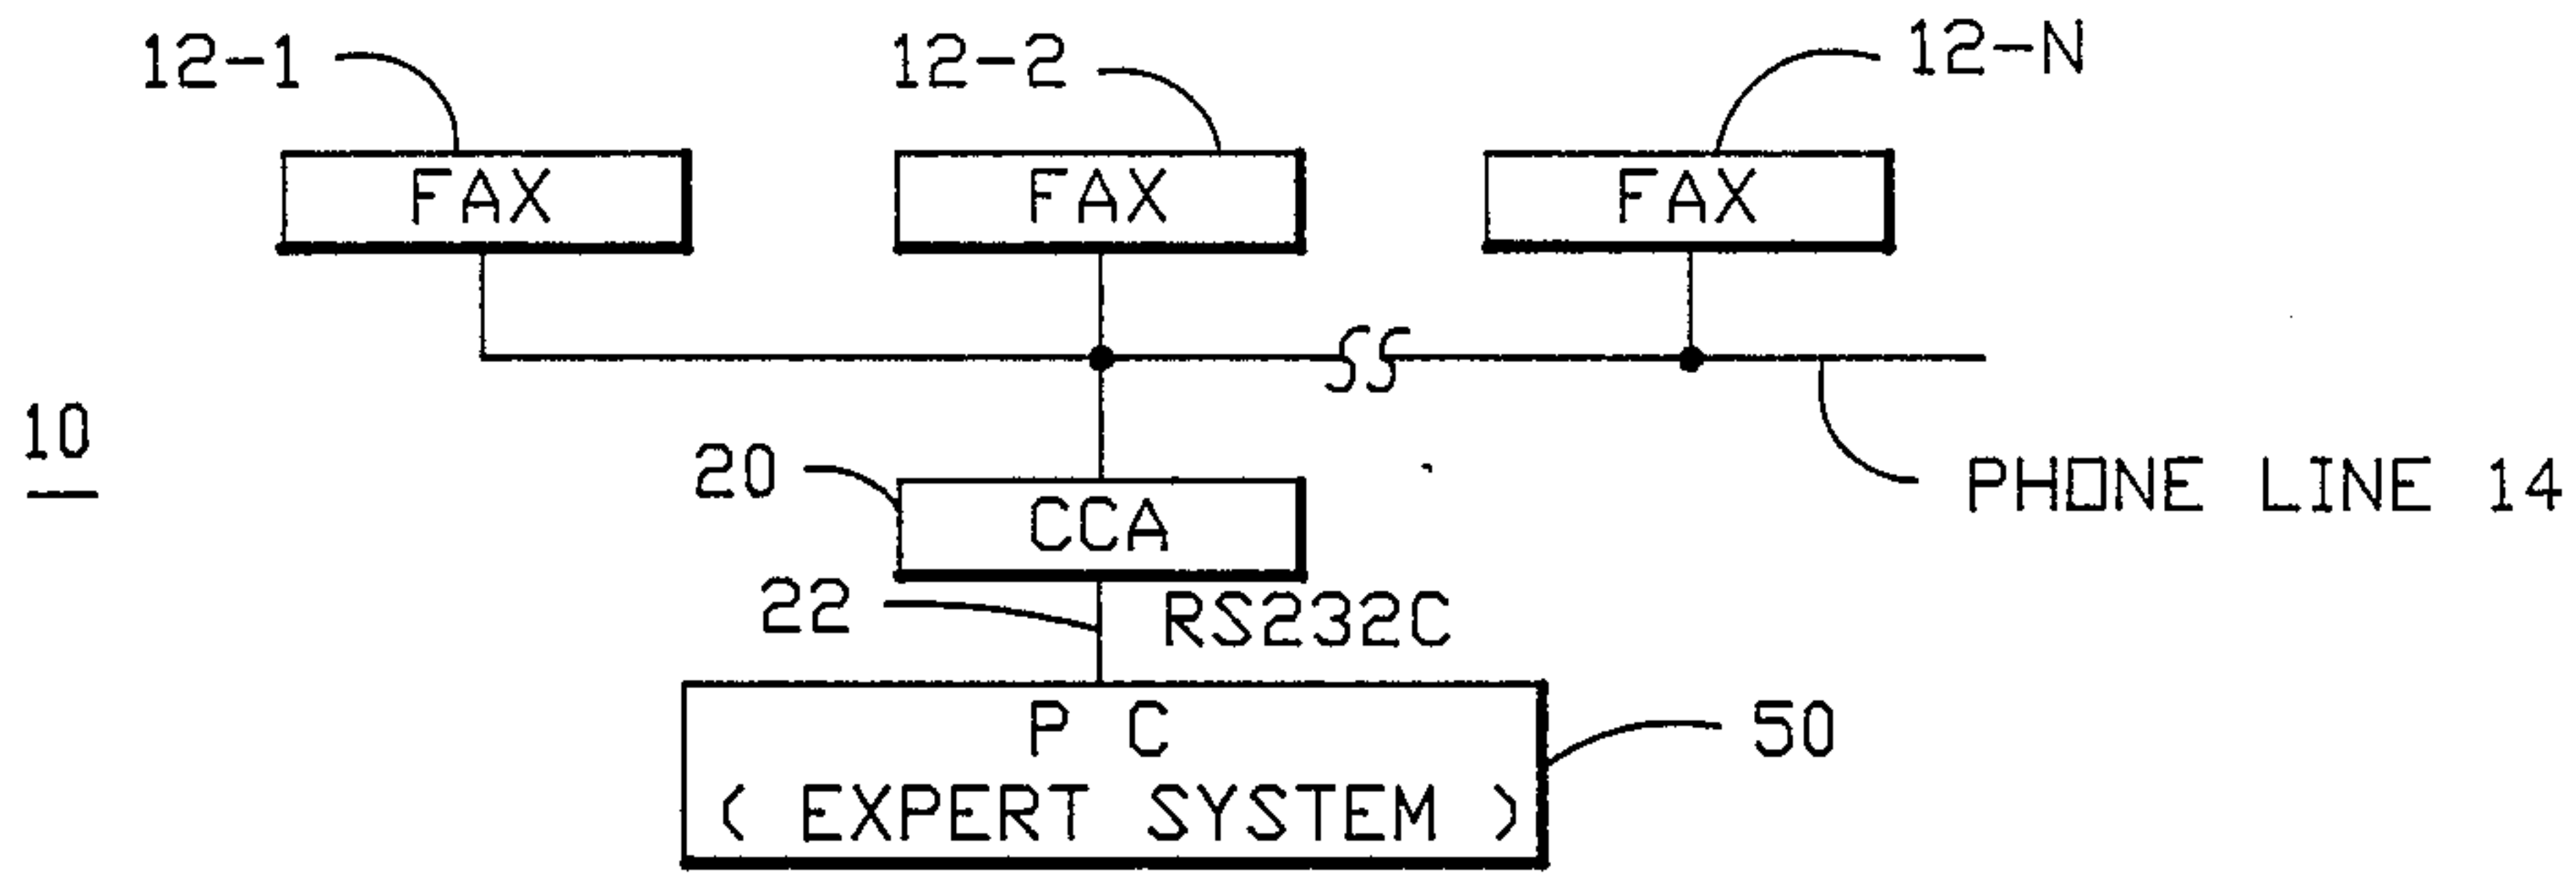 12-1
12-2
12-N
FAX
FAX
FAX
10
20
CCA
PHONE LINE 14
22
RS232C
P C
50
( EXPERT SYSTEM )